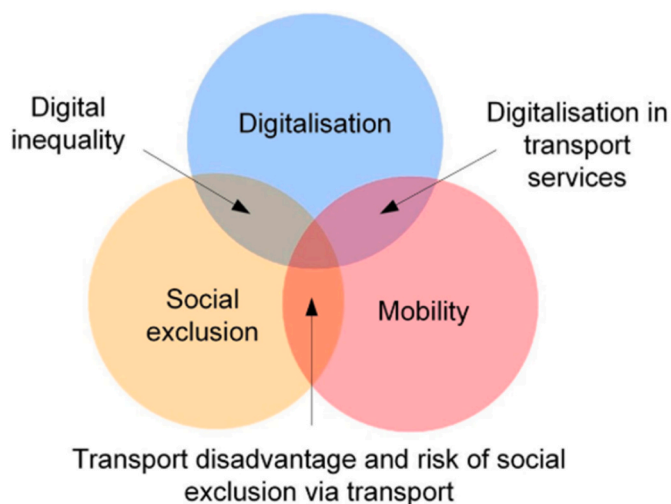 Digital
inequality
Digitalisation
Digitalisation in
transport
services
Social
exclusion
Mobility
Transport disadvantage and risk of social
exclusion via transport